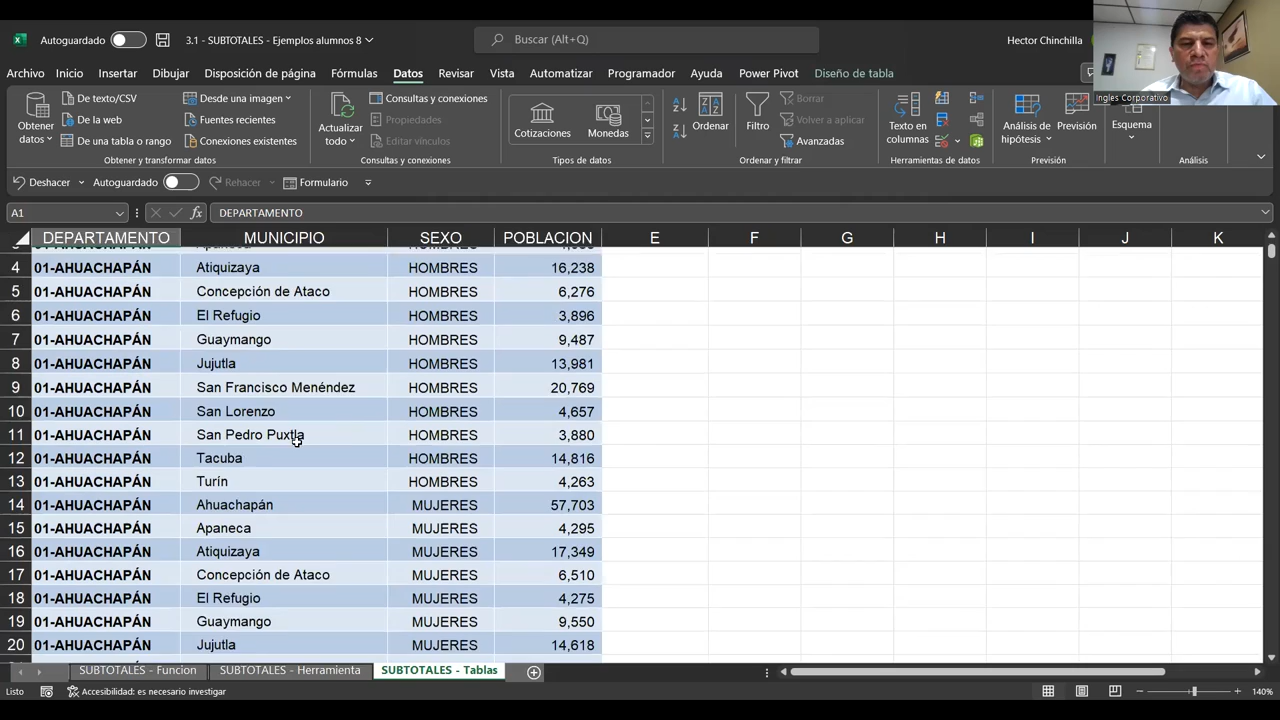 Autoguardado
3.1 - SUBTOTALES - Ejemplos alumnos 8
Buscar (Alt+Q)
Hector Chinchilla
Ingles Corporativo
Archivo Inicio Insertar Dibujar Disposición de página Fórmulas Datos Revisar Vista Automatizar Programador Ayuda Power Pivot Diseño de tabla
Obtener datos
De texto/CSV
De la web
De una tabla o rango
Desde una imagen
Fuentes recientes
Conexiones existentes
Obtener y transformar datos
Actualizar todo
Consultas y conexiones
Propiedades
Editar vínculos
Consultas y conexiones
Cotizaciones
Monedas
Tipos de datos
Ordenar
Filtro
Borrar
Volver a aplicar
Avanzadas
Ordenar y filtrar
Texto en columnas
Herramientas de datos
Análisis de hipótesis
Previsión
Previsión
Esquema
Análisis
Deshacer Autoguardado Rehacer Formulario
A1 fx DEPARTAMENTO
DEPARTAMENTO MUNICIPIO SEXO POBLACION E F G H I J K
4 01-AHUACHAPÁN Atiquizaya HOMBRES 16,238
5 01-AHUACHAPÁN Concepción de Ataco HOMBRES 6,276
6 01-AHUACHAPÁN El Refugio HOMBRES 3,896
7 01-AHUACHAPÁN Guaymango HOMBRES 9,487
8 01-AHUACHAPÁN Jujutla HOMBRES 13,981
9 01-AHUACHAPÁN San Francisco Menéndez HOMBRES 20,769
10 01-AHUACHAPÁN San Lorenzo HOMBRES 4,657
11 01-AHUACHAPÁN San Pedro Puxtla HOMBRES 3,880
12 01-AHUACHAPÁN Tacuba HOMBRES 14,816
13 01-AHUACHAPÁN Turín HOMBRES 4,263
14 01-AHUACHAPÁN Ahuachapán MUJERES 57,703
15 01-AHUACHAPÁN Apaneca MUJERES 4,295
16 01-AHUACHAPÁN Atiquizaya MUJERES 17,349
17 01-AHUACHAPÁN Concepción de Ataco MUJERES 6,510
18 01-AHUACHAPÁN El Refugio MUJERES 4,275
19 01-AHUACHAPÁN Guaymango MUJERES 9,550
20 01-AHUACHAPÁN Jujutla MUJERES 14,618
SUBTOTALES - Funcion SUBTOTALES - Herramienta SUBTOTALES - Tablas
Listo Accesibilidad: es necesario investigar 140%